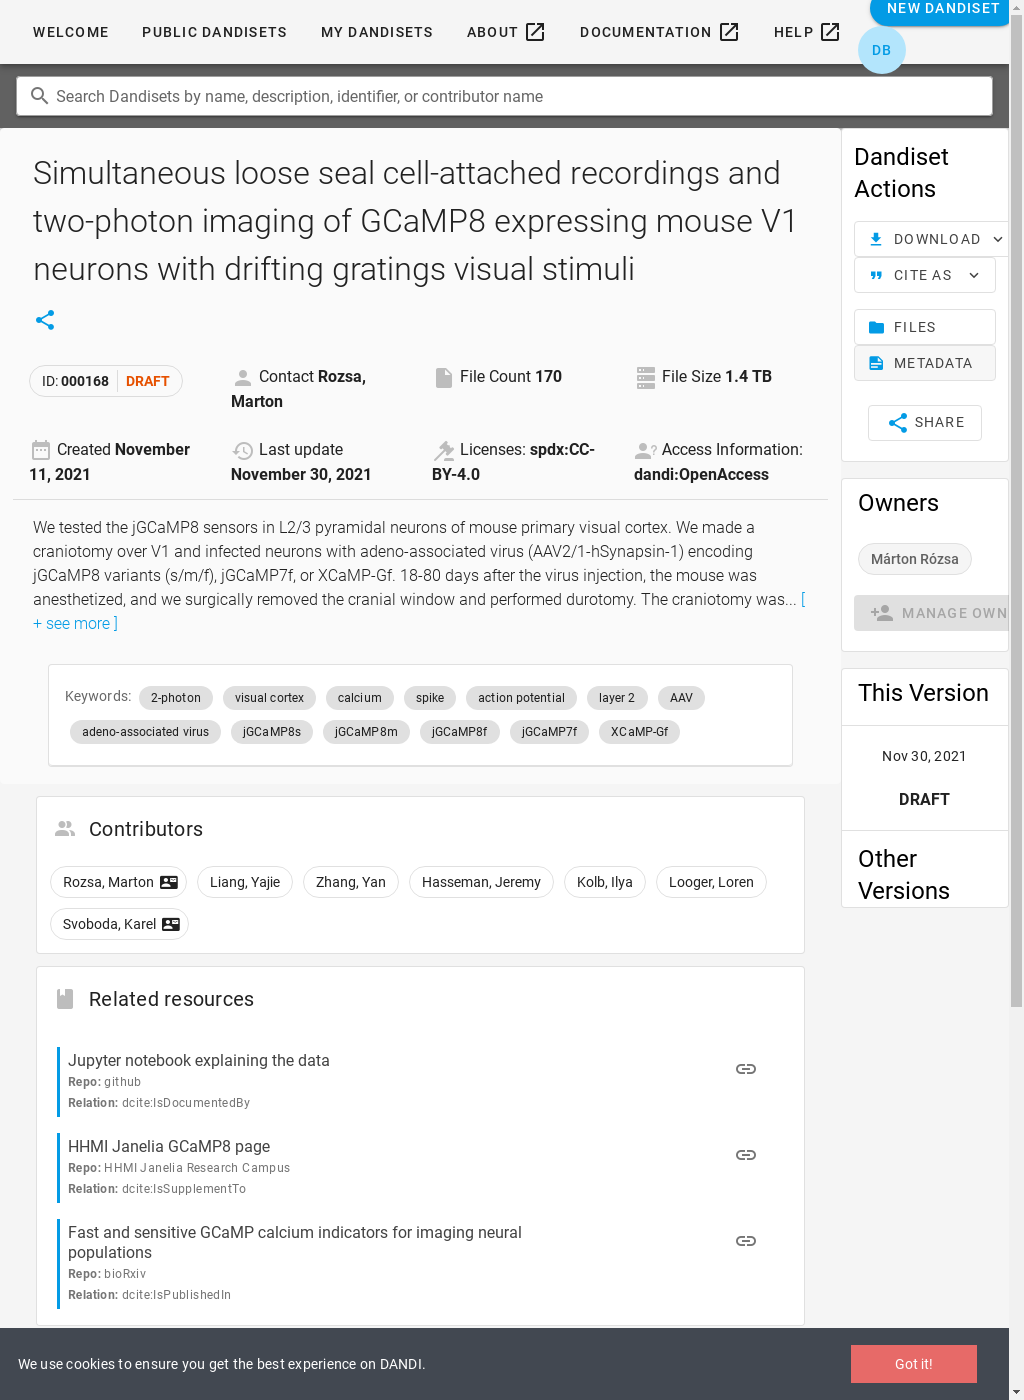 WELCOME PUBLIC DANDISETS MY DANDISETS ABOUT DOCUMENTATION HELP NEW DANDISET
DB
Search Dandisets by name, description, identifier, or contributor name
Simultaneous loose seal cell-attached recordings and
two-photon imaging of GCaMP8 expressing mouse V1
neurons with drifting gratings visual stimuli
ID: 000168 DRAFT
Contact Rozsa,
Marton
File Count 170
File Size 1.4 TB
Created November
11, 2021
Last update
November 30, 2021
Licenses: spdx:CC-
BY-4.0
Access Information:
dandi:OpenAccess
We tested the jGCaMP8 sensors in L2/3 pyramidal neurons of mouse primary visual cortex. We made a
craniotomy over V1 and infected neurons with adeno-associated virus (AAV2/1-hSynapsin-1) encoding
jGCaMP8 variants (s/m/f), jGCaMP7f, or XCaMP-Gf. 18-80 days after the virus injection, the mouse was
anesthetized, and we surgically removed the cranial window and performed durotomy. The craniotomy was... [
+ see more ]
Keywords: 2-photon visual cortex calcium spike action potential layer 2 AAV
adeno-associated virus jGCaMP8s jGCaMP8m jGCaMP8f jGCaMP7f XCaMP-Gf
Contributors
Rozsa, Marton Liang, Yajie Zhang, Yan Hasseman, Jeremy Kolb, Ilya Looger, Loren
Svoboda, Karel
Related resources
Jupyter notebook explaining the data
Repo: github
Relation: dcite:IsDocumentedBy
HHMI Janelia GCaMP8 page
Repo: HHMI Janelia Research Campus
Relation: dcite:IsSupplementTo
Fast and sensitive GCaMP calcium indicators for imaging neural
populations
Repo: bioRxiv
Relation: dcite:IsPublishedIn
Dandiset
Actions
DOWNLOAD
CITE AS
FILES
METADATA
SHARE
Owners
Márton Rózsa
MANAGE OWN
This Version
Nov 30, 2021
DRAFT
Other
Versions
We use cookies to ensure you get the best experience on DANDI.
Got it!